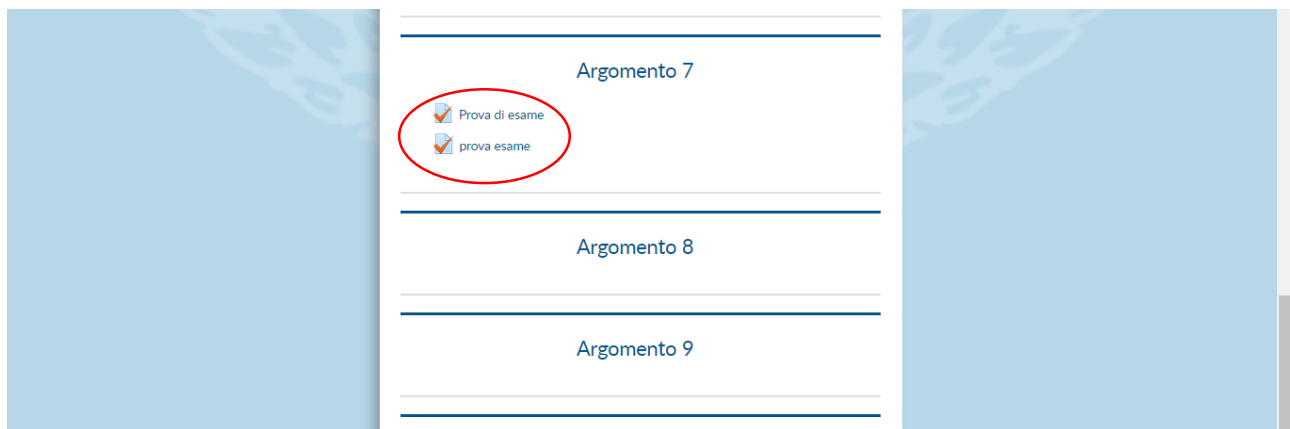 Argomento 7
Prova di esame
prova esame
Argomento 8
Argomento 9